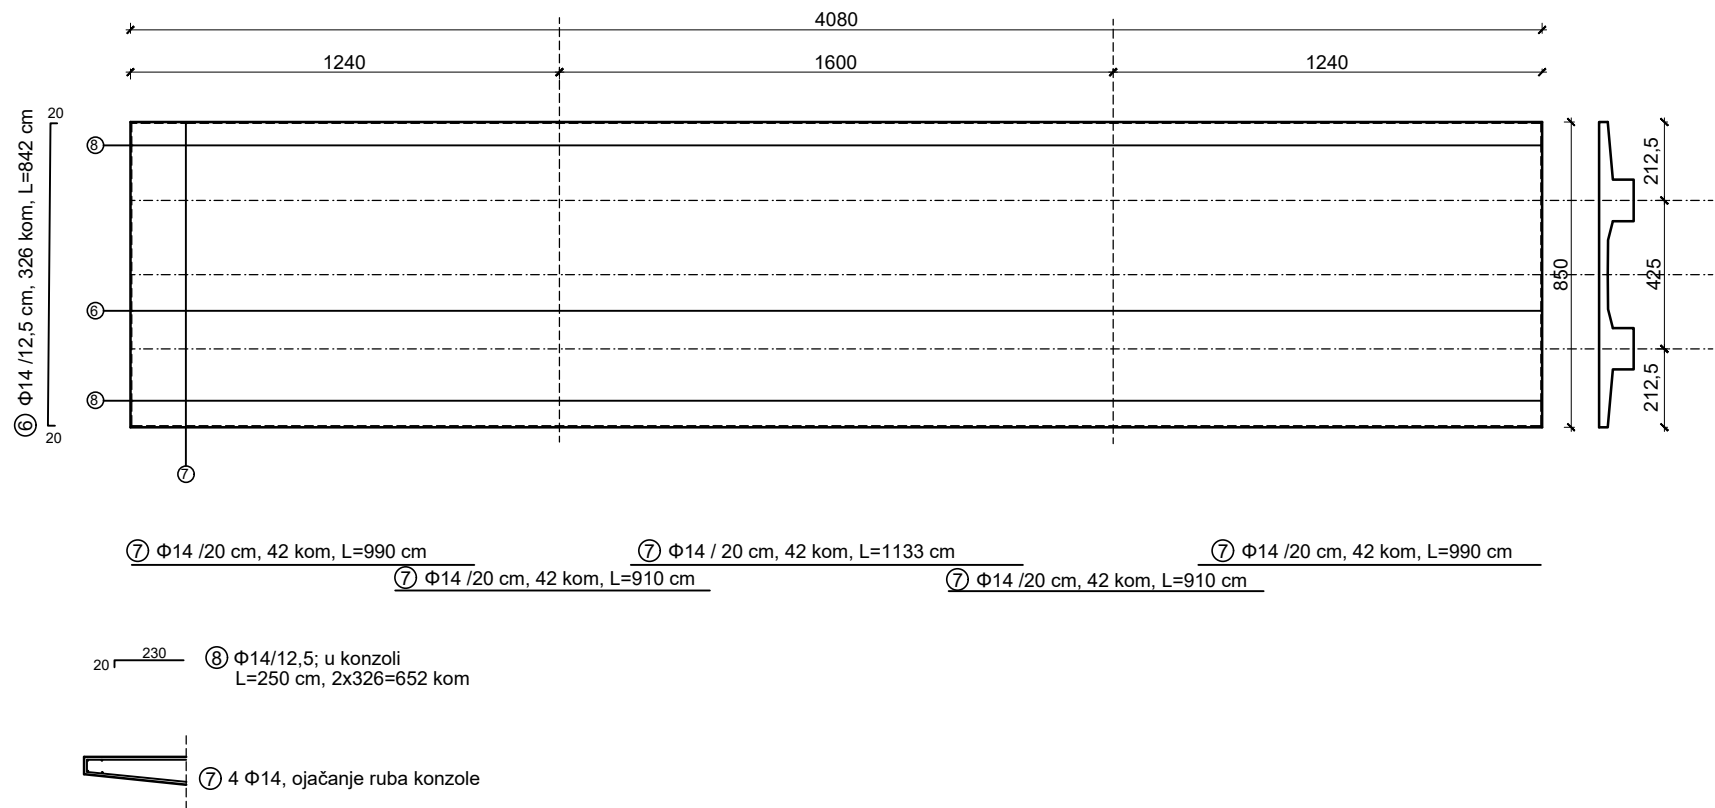 4080
1240
1600
1240
20
⑥ Φ14 /12,5 cm, 326 kom, L=842 cm
20
8
6
8
7
850
212,5
425
212,5
⑦ Φ14 /20 cm, 42 kom, L=990 cm
⑦ Φ14 / 20 cm, 42 kom, L=1133 cm
⑦ Φ14 /20 cm, 42 kom, L=990 cm
⑦ Φ14 /20 cm, 42 kom, L=910 cm
⑦ Φ14 /20 cm, 42 kom, L=910 cm
20
230
⑧ Φ14/12,5; u konzoli
L=250 cm, 2x326=652 kom
⑦ 4 Φ14, ojačanje ruba konzole